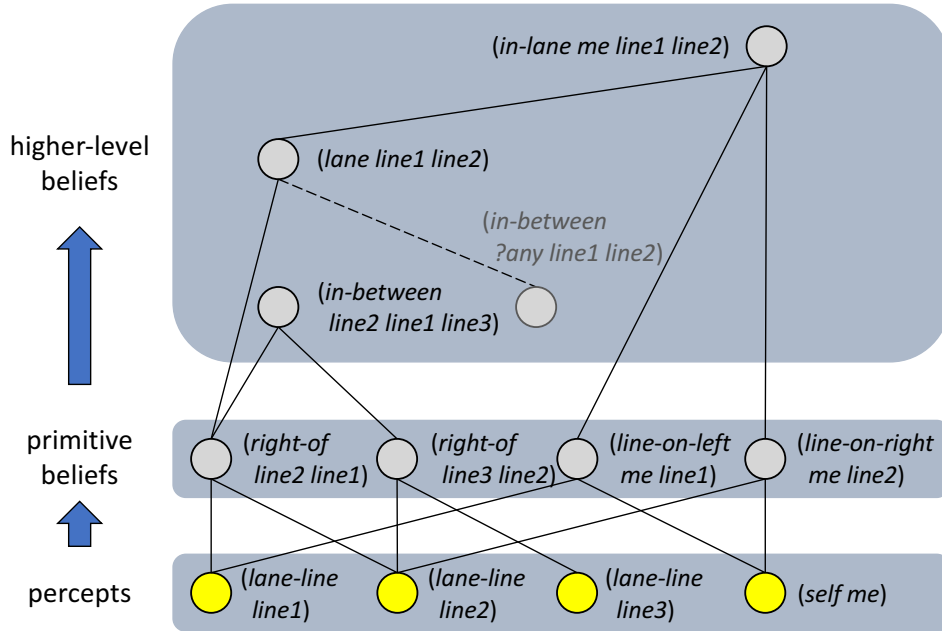 (in-lane me line1 line2)
higher-level
beliefs
(lane line1 line2)
(in-between
?any line1 line2)
(in-between
line2 line1 line3)
primitive
beliefs
(right-of
line2 line1)
(right-of
line3 line2)
(line-on-left
me line1)
(line-on-right
me line2)
percepts
(lane-line
line1)
(lane-line
line2)
(lane-line
line3)
(self me)